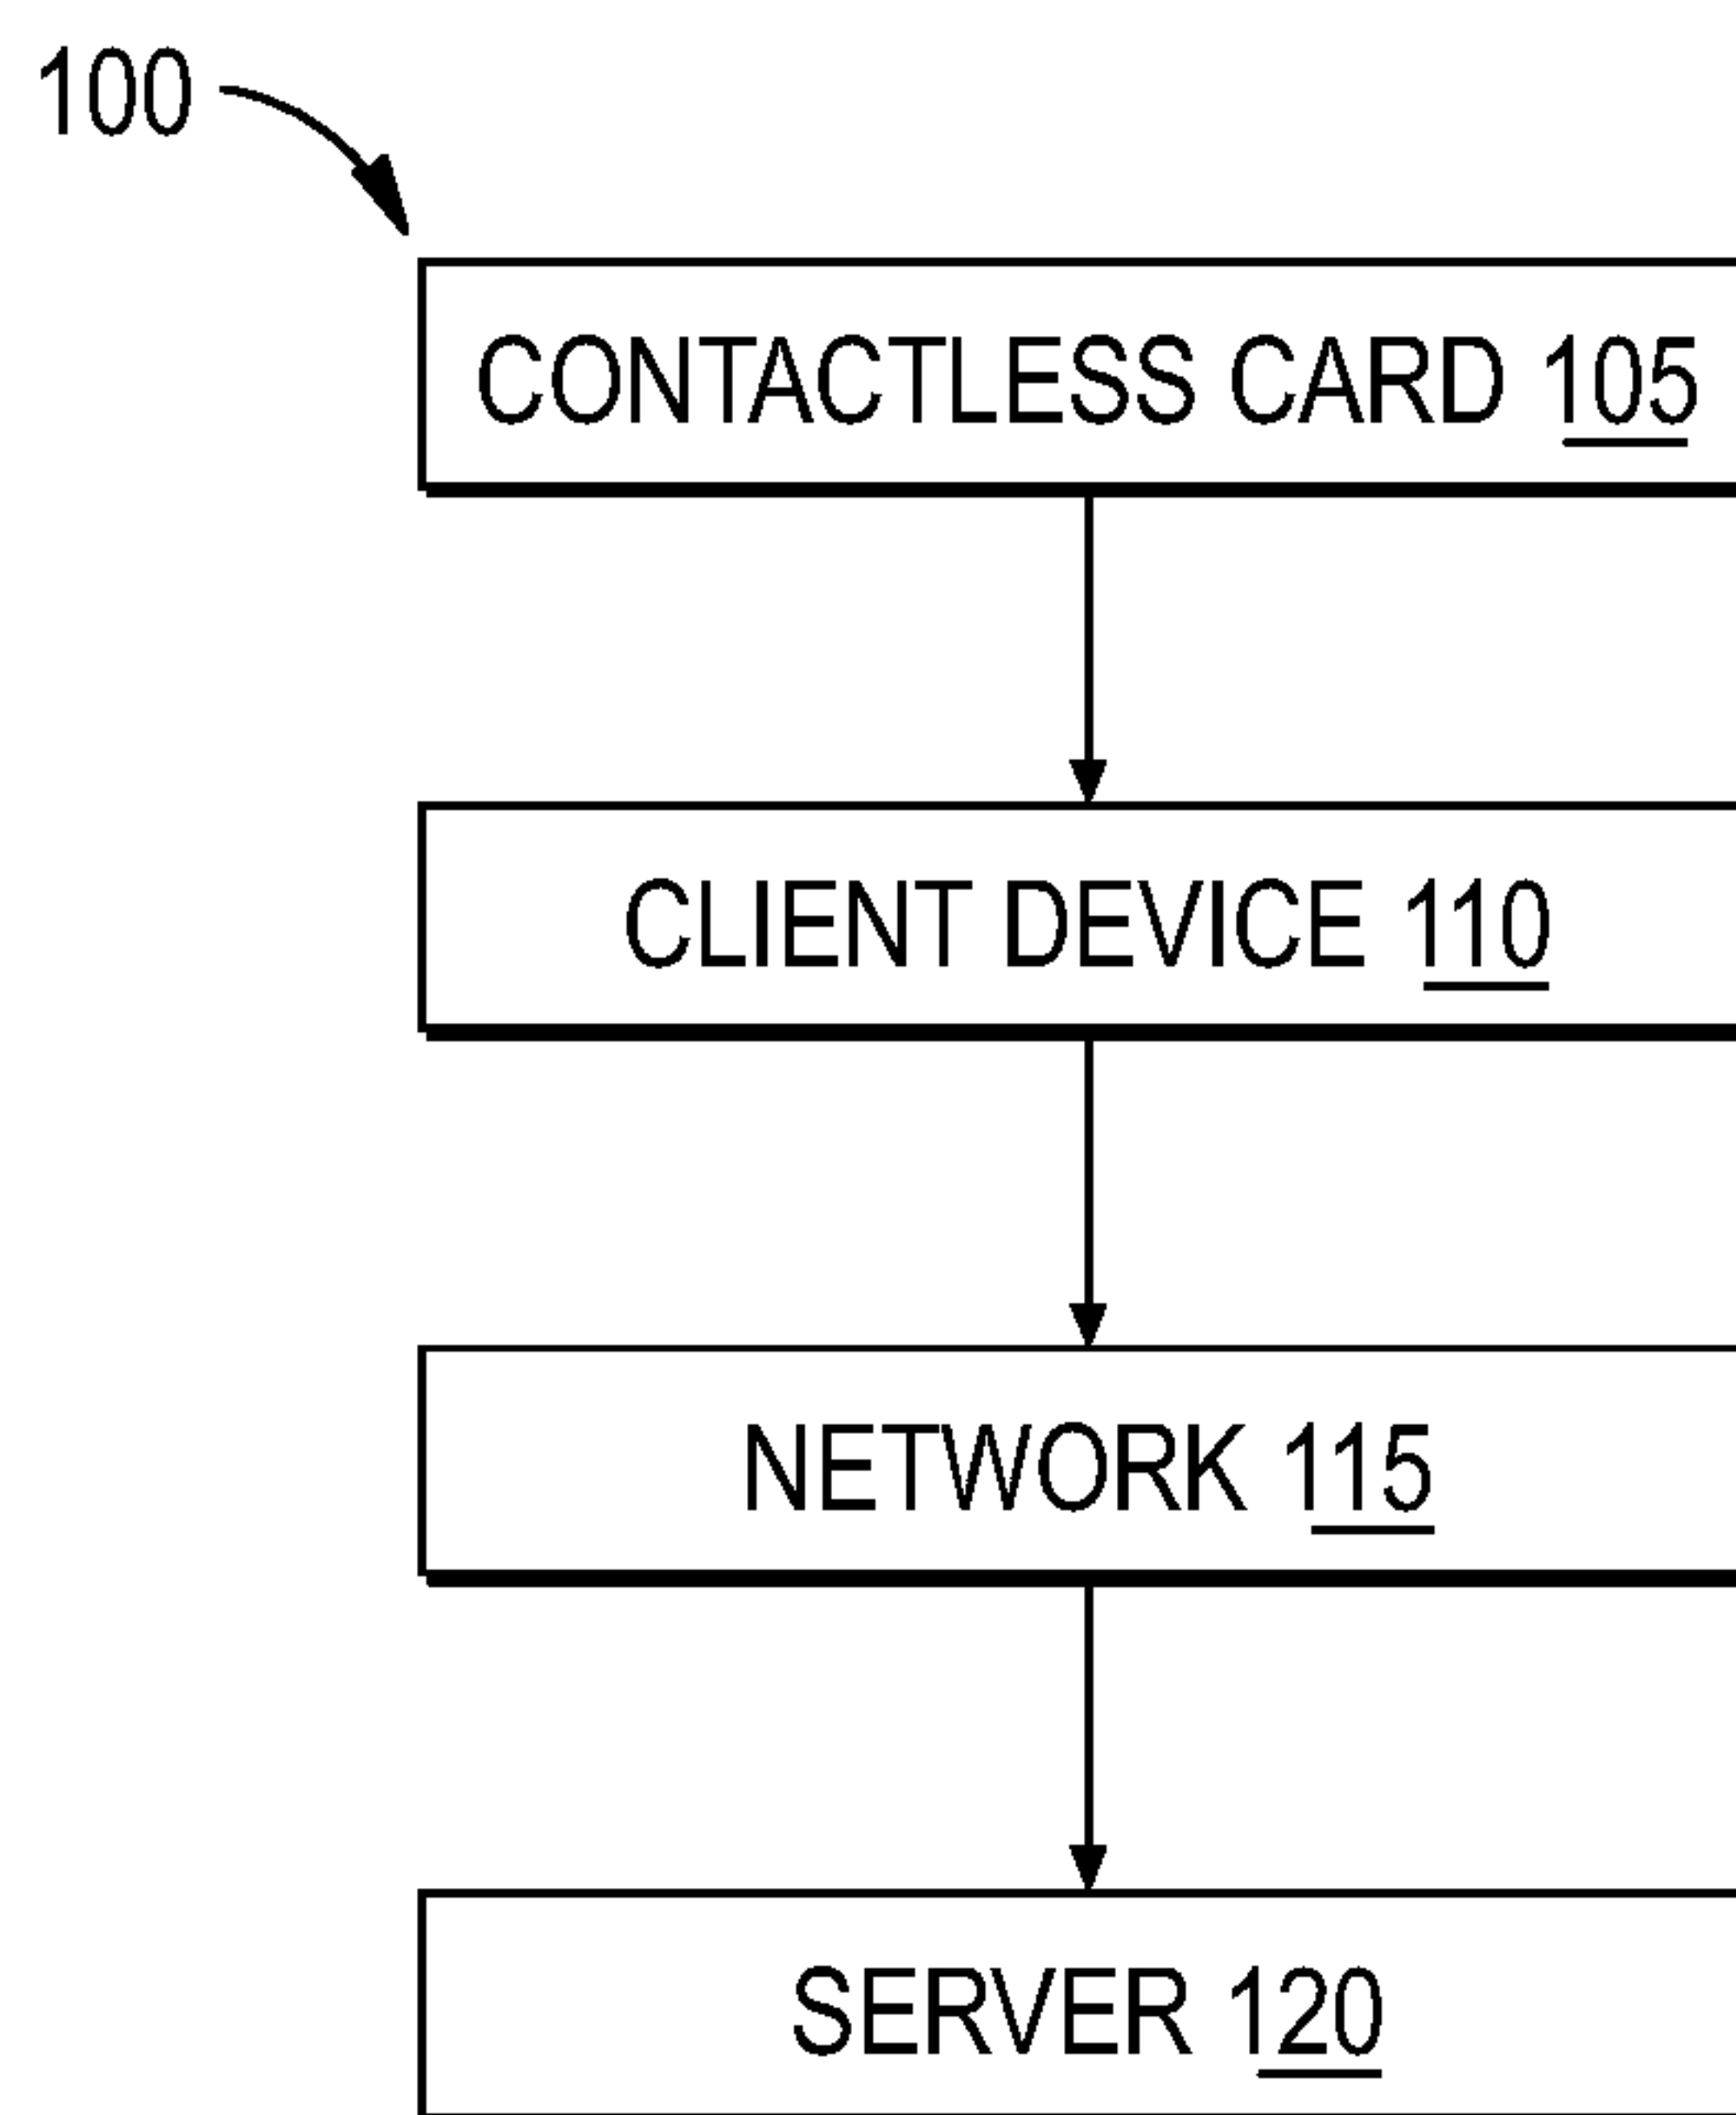 100
CONTACTLESS CARD 105
CLIENT DEVICE 110
NETWORK 115
SERVER 120